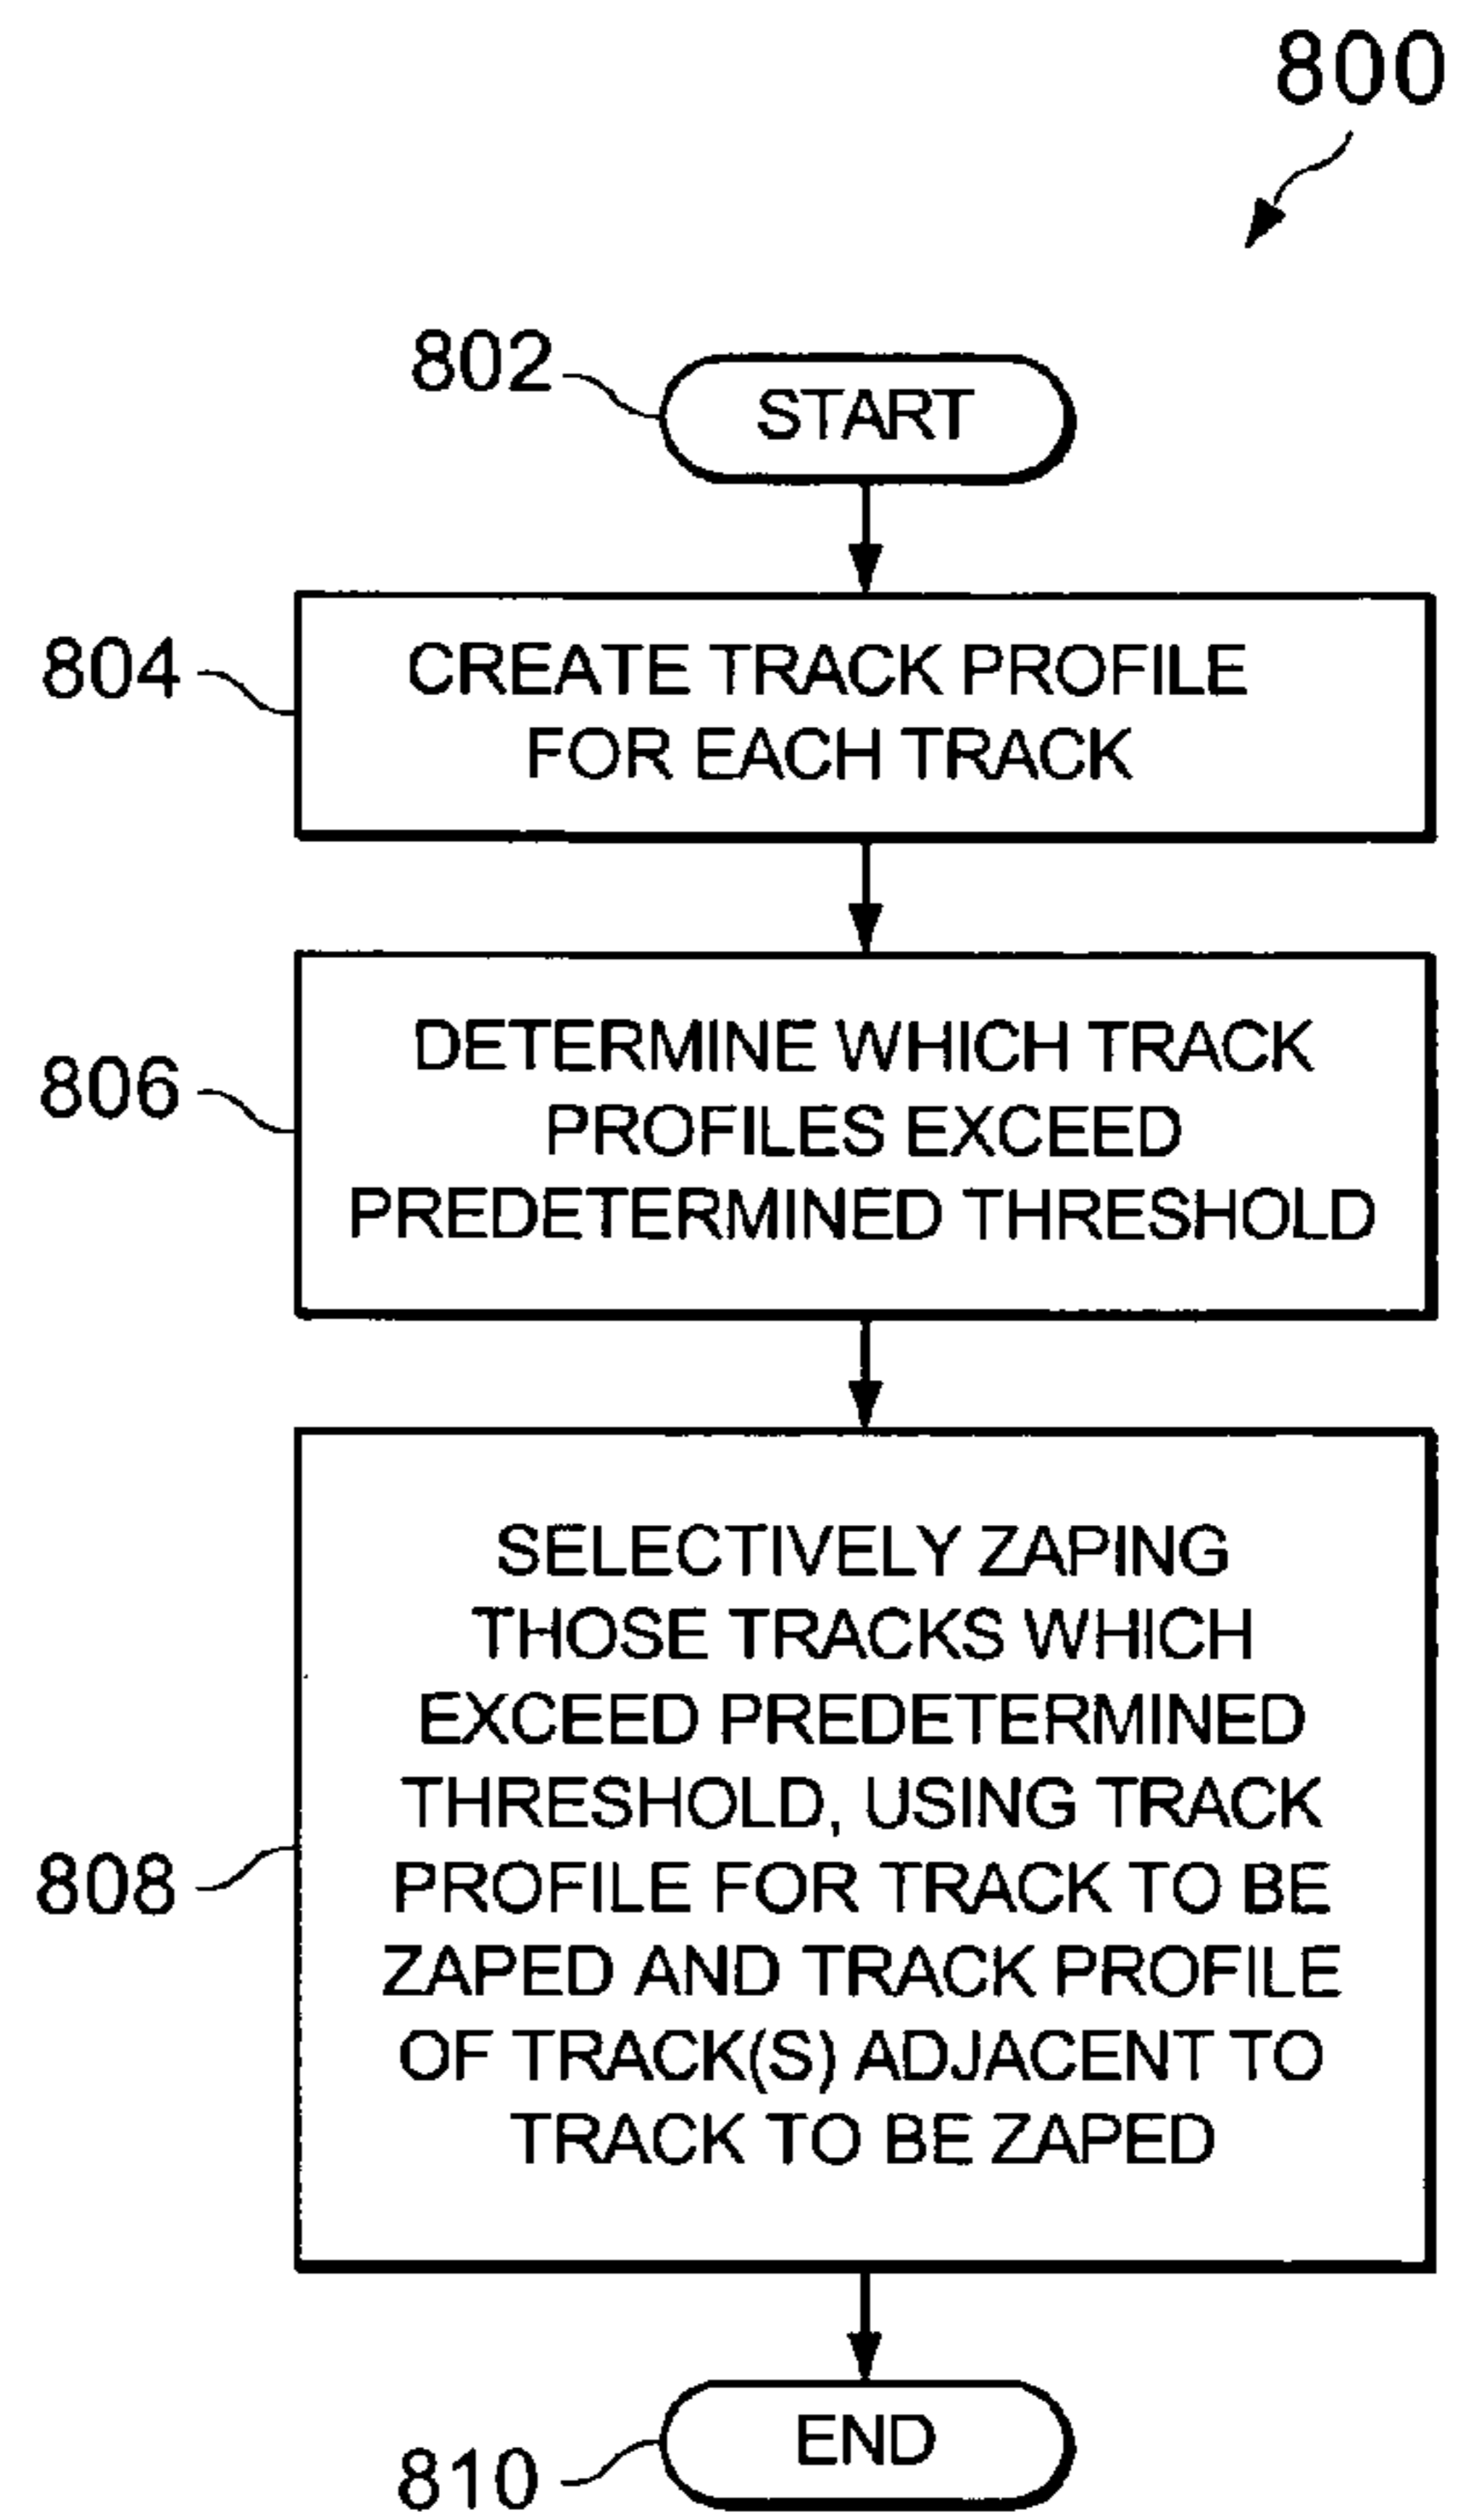 800
802
START
804
CREATE TRACK PROFILE
FOR EACH TRACK
806
DETERMINE WHICH TRACK
PROFILES EXCEED
PREDETERMINED THRESHOLD
808
SELECTIVELY ZAPING
THOSE TRACKS WHICH
EXCEED PREDETERMINED
THRESHOLD, USING TRACK
PROFILE FOR TRACK TO BE
ZAPED AND TRACK PROFILE
OF TRACK(S) ADJACENT TO
TRACK TO BE ZAPED
810
END